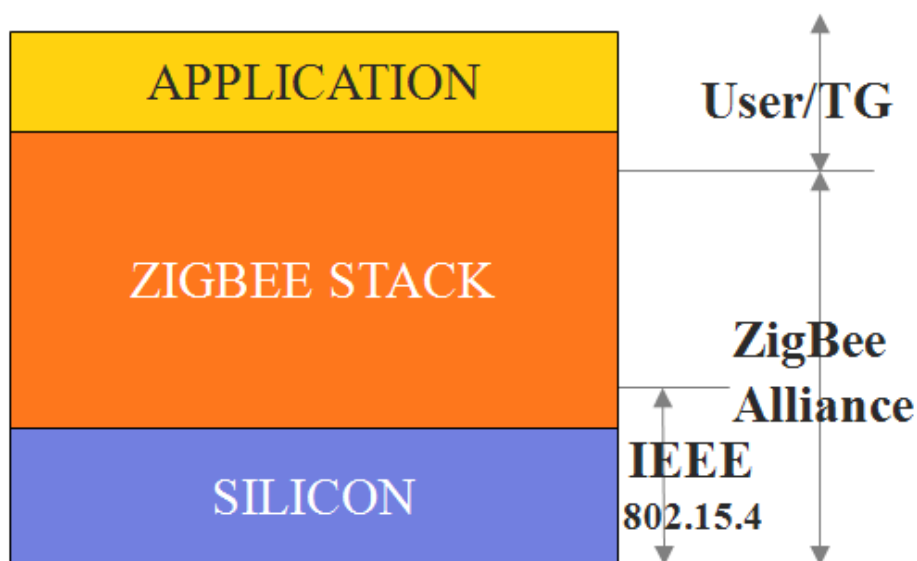 APPLICATION
User/TG
ZIGBEE STACK
ZigBee
Alliance
IEEE
SILICON
802.15.4